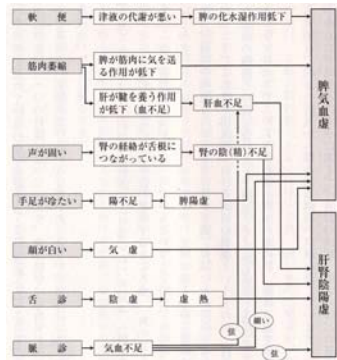 軟便
津液の代謝が悪い
脾の化水湿作用低下
筋肉萎縮
脾が筋肉に気を送
る作用が低下
肝が腱を養う作用
が低下（血不足）
肝血不足
声が固い
腎の経絡が舌根に
つながっている
腎の陰（精）不足
手足が冷たい
陽不足
脾陽虚
顔が白い
気虚
舌診
陰虚
虚熱
脈診
気血不足
弦
細い
弦
脾気血虚
肝腎陰陽虚